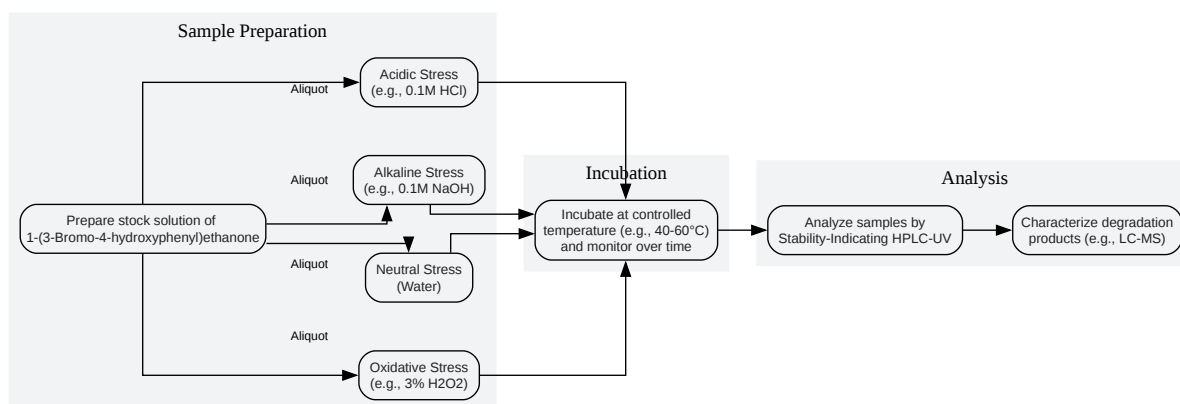 Sample Preparation
Acidic Stress
(e.g., 0.1M HCl)
Aliquot
Alkaline Stress
(e.g., 0.1M NaOH)
Aliquot
Prepare stock solution of
1-(3-Bromo-4-hydroxyphenyl)ethanone
Aliquot
Neutral Stress
(Water)
Aliquot
Oxidative Stress
(e.g., 3% H2O2)
Incubation
Incubate at controlled
temperature (e.g., 40-60°C)
and monitor over time
Analysis
Analyze samples by
Stability-Indicating HPLC-UV
Characterize degradation
products (e.g., LC-MS)